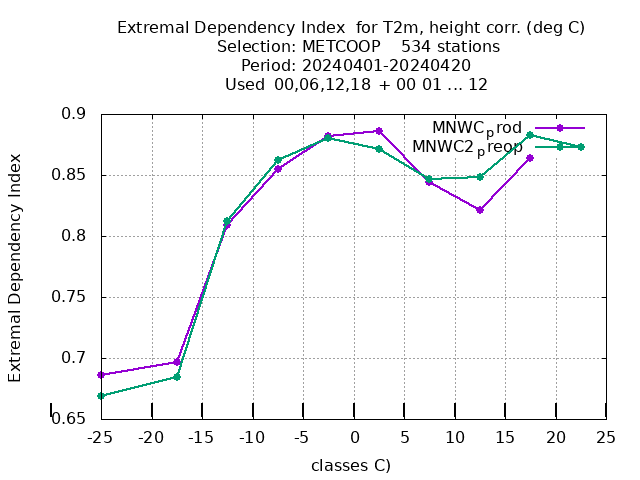 Extremal Dependency Index  for T2m, height corr. (deg C)
Selection: METCOOP    534 stations
Period: 20240401-20240420
Used  00,06,12,18 + 00 01 ... 12
MNWCprod
MNWC2preop
Extremal Dependency Index
0.9
0.85
0.8
0.75
0.7
0.65
-25 -20 -15 -10 -5 0 5 10 15 20 25
classes C)